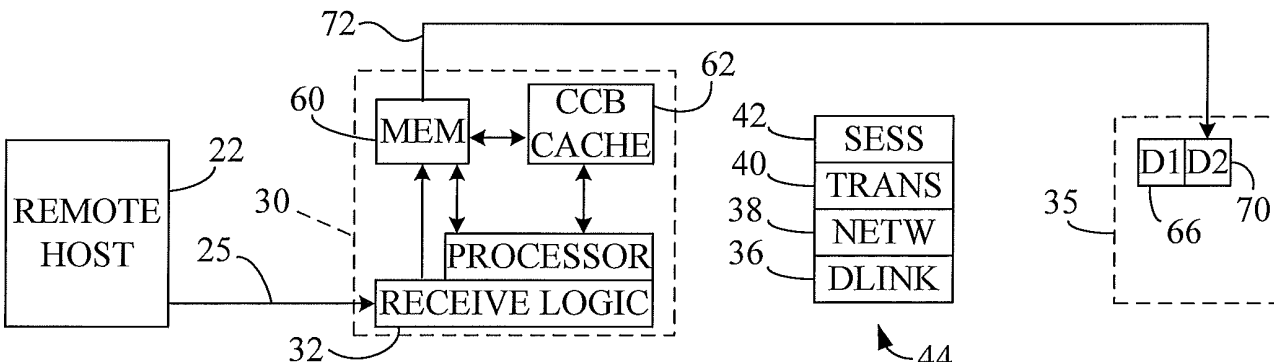 72
62
60
MEM
CCB
CACHE
22
REMOTE
HOST
30
25
PROCESSOR
RECEIVE LOGIC
32
42
SESS
40
TRANS
38
NETW
36
DLINK
44
D1 D2
35
66
70